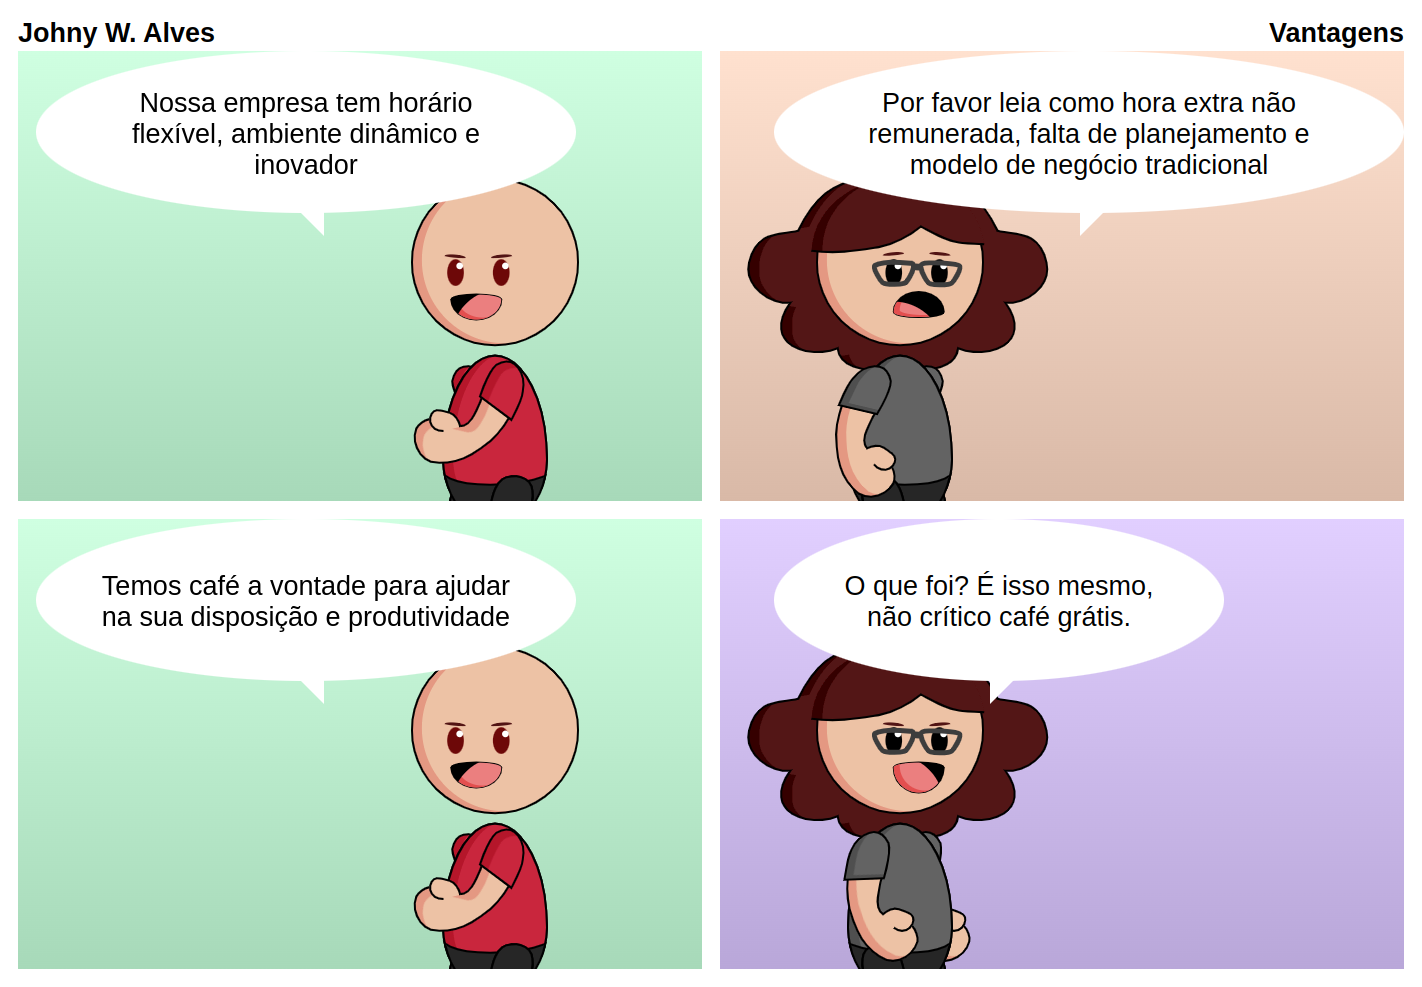 Johny W. Alves
Vantagens
Nossa empresa tem horário
flexível, ambiente dinâmico e
inovador
Por favor leia como hora extra não
remunerada, falta de planejamento e
modelo de negócio tradicional
Temos café a vontade para ajudar
na sua disposição e produtividade
O que foi? É isso mesmo,
não crítico café grátis.